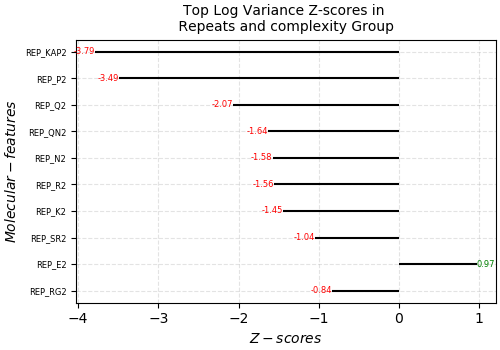 Top Log Variance Z-scores in
Repeats and complexity Group
REP_KAP2 -3.79
REP_P2 -3.49
REP_Q2 -2.07
REP_QN2 -1.64
REP_N2 -1.58
REP_R2 -1.56
REP_K2 -1.45
REP_SR2 -1.04
REP_E2 0.97
REP_RG2 -0.84
Molecular − features
−4 −3 −2 −1 0 1
Z − scores